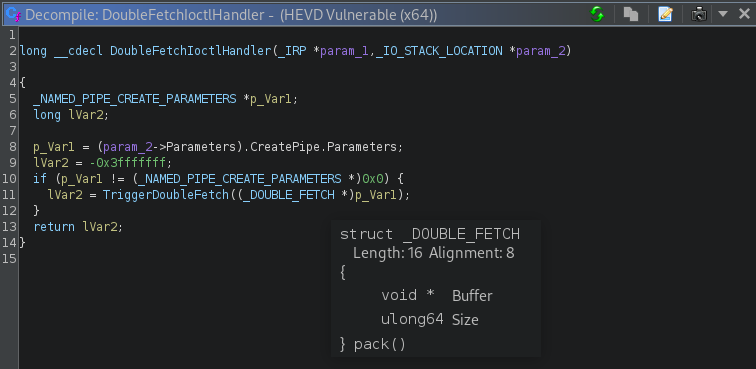 Decompile: DoubleFetchIoctlHandler - (HEVD Vulnerable (x64))
1
2 long __cdecl DoubleFetchIoctlHandler(_IRP *param_1,_IO_STACK_LOCATION *param_2)
3
4 {
5 _NAMED_PIPE_CREATE_PARAMETERS *p_Var1;
6 long lVar2;
7
8 p_Var1 = (param_2->Parameters).CreatePipe.Parameters;
9 lVar2 = -0x3fffffff;
10 if (p_Var1 != (_NAMED_PIPE_CREATE_PARAMETERS *)0x0) {
11 lVar2 = TriggerDoubleFetch((_DOUBLE_FETCH *)p_Var1);
12 }
13 return lVar2;
14 }
15
struct _DOUBLE_FETCH
Length: 16 Alignment: 8
{
void * Buffer
ulong64 Size
} pack()